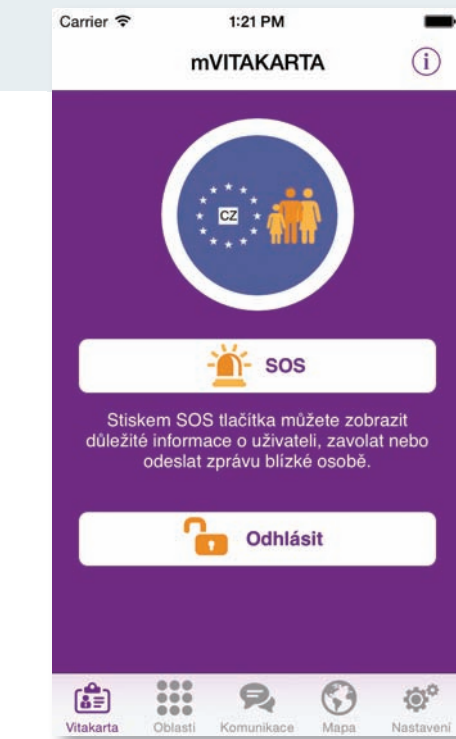 Carrier 1:21 PM
mVITAKARTA i
CZ
SOS
Stiskem SOS tlačítka můžete zobrazit
důležité informace o uživateli, zavolat nebo
odeslat zprávu blízké osobě.
Odhlásit
Vitakarta Oblasti Komunikace Mapa Nastavení